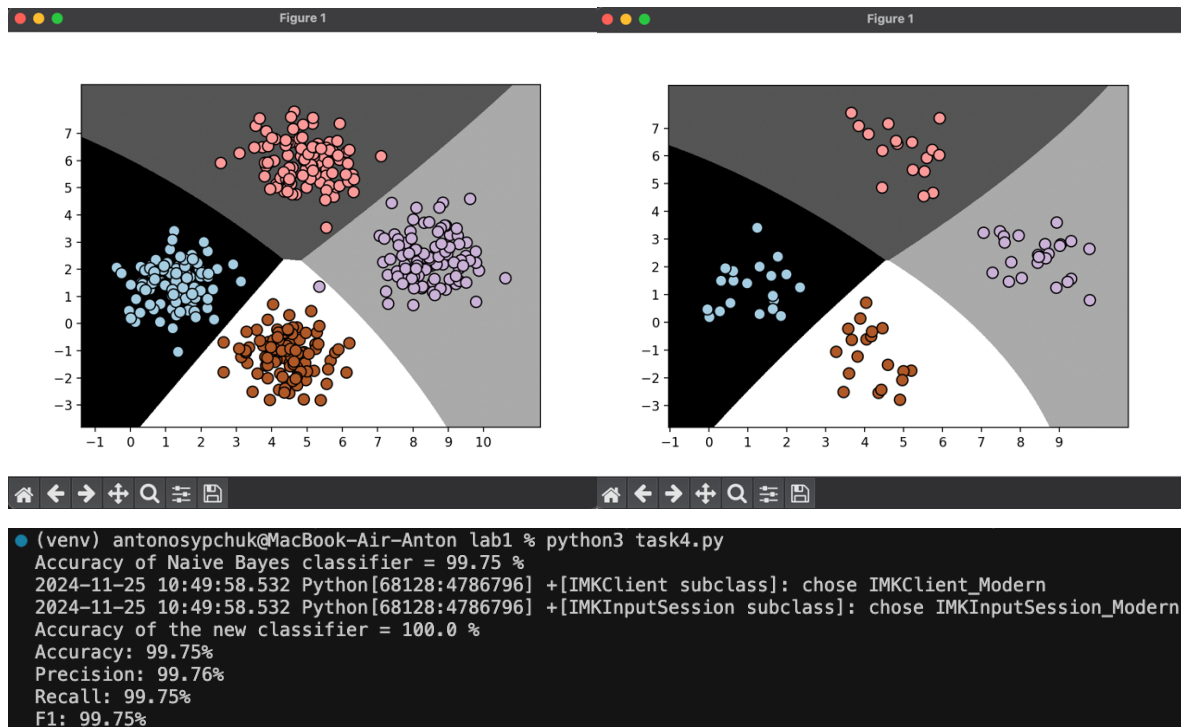 Figure 1
7
6
5
4
3
2
1
0
−1
−2
−3
−1 0 1 2 3 4 5 6 7 8 9 10
Figure 1
7
6
5
4
3
2
1
0
−1
−2
−3
−1 0 1 2 3 4 5 6 7 8 9
(venv) antonosypchuk@MacBook-Air-Anton lab1 % python3 task4.py
Accuracy of Naive Bayes classifier = 99.75 %
2024-11-25 10:49:58.532 Python[68128:4786796] +[IMKClient subclass]: chose IMKClient_Modern
2024-11-25 10:49:58.532 Python[68128:4786796] +[IMKInputSession subclass]: chose IMKInputSession_Modern
Accuracy of the new classifier = 100.0 %
Accuracy: 99.75%
Precision: 99.76%
Recall: 99.75%
F1: 99.75%